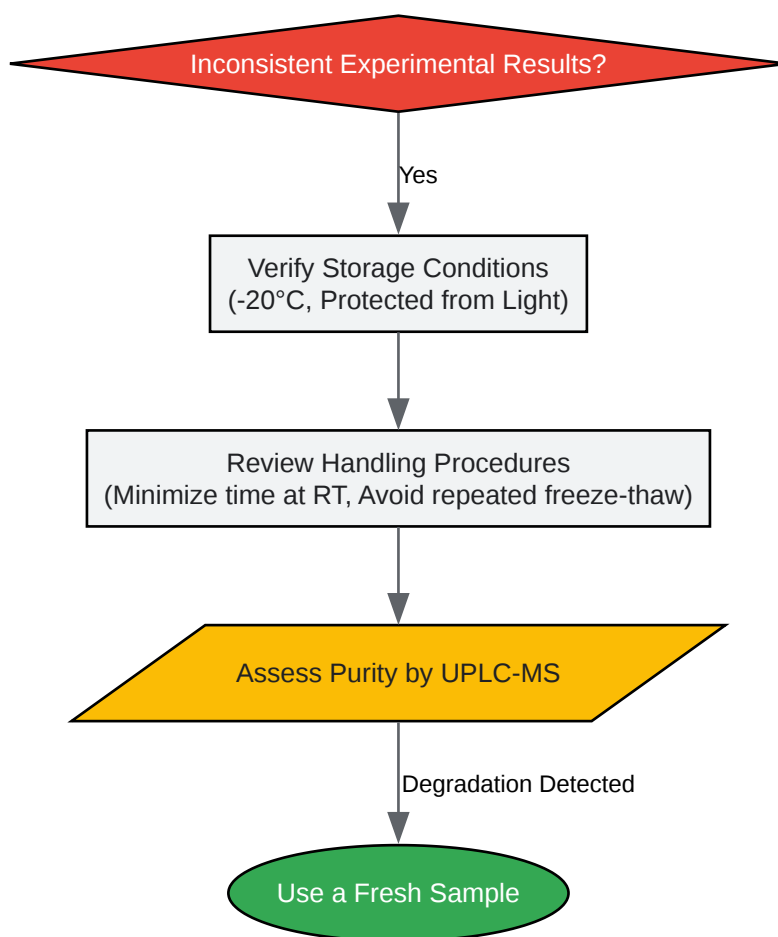 Inconsistent Experimental Results?
Yes
Verify Storage Conditions
(-20°C, Protected from Light)
Review Handling Procedures
(Minimize time at RT, Avoid repeated freeze-thaw)
Assess Purity by UPLC-MS
Degradation Detected
Use a Fresh Sample